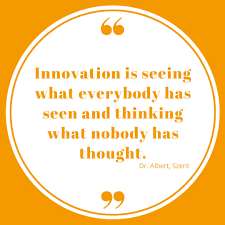 “
Innovation is seeing
what everybody has
seen and thinking
what nobody has
thought.
Dr. Albert, Szent
”